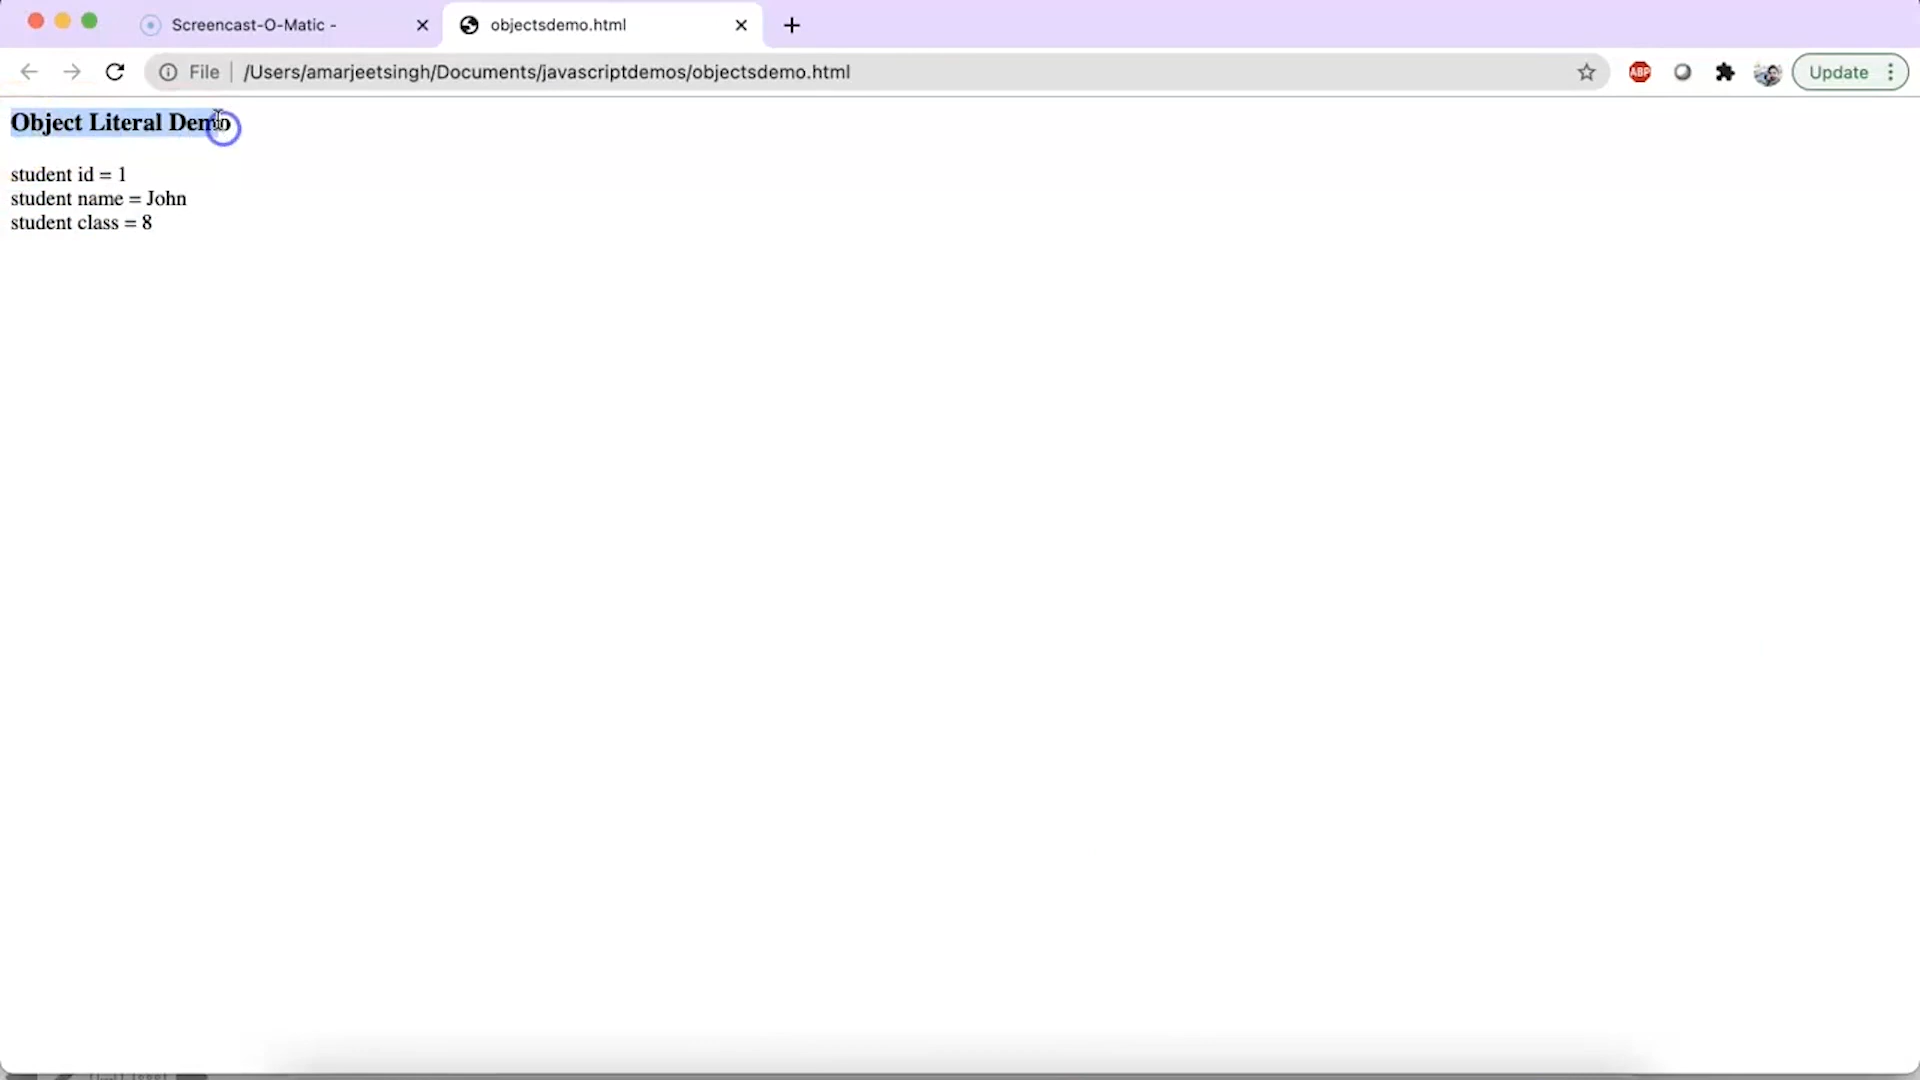 Screencast-O-Matic -
objectsdemo.html
File
/Users/amarjeetsingh/Documents/javascriptdemos/objectsdemo.html
ABP
Update
Object Literal Demo
student id = 1
student name = John
student class = 8